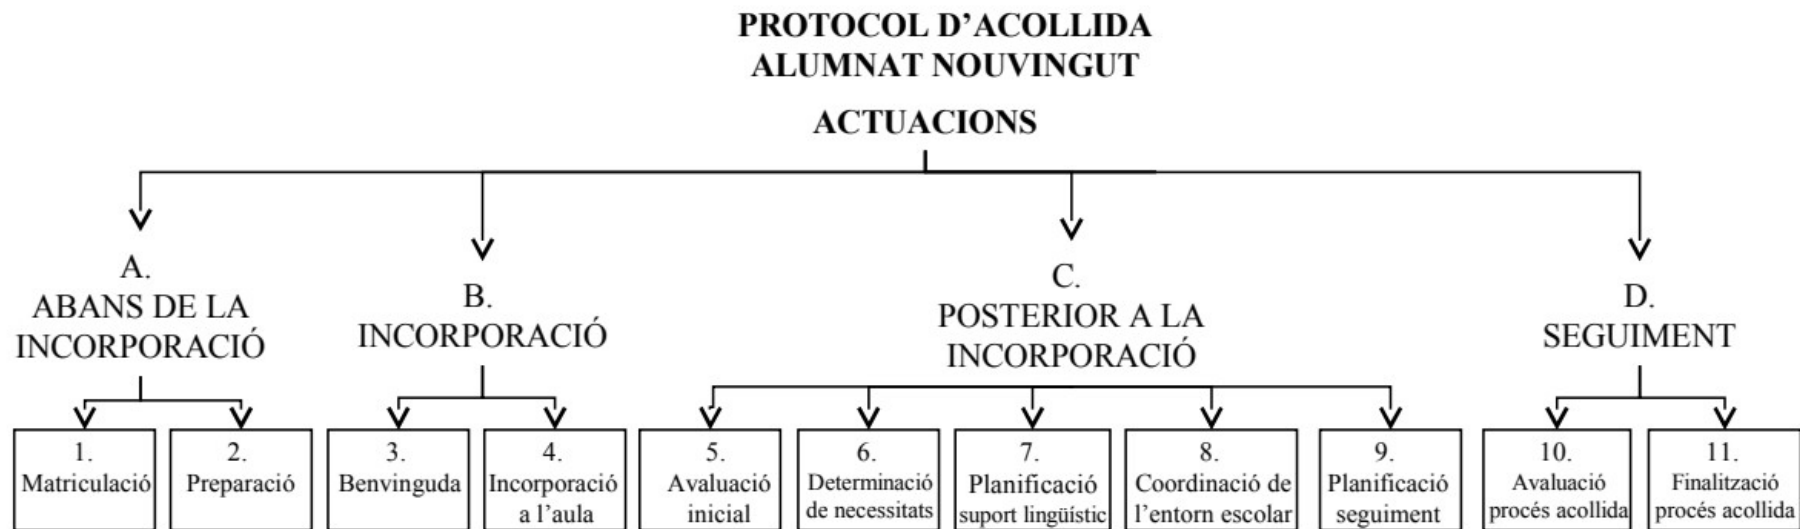 PROTOCOL D’ACOLLIDA
ALUMNAT NOUVINGUT
ACTUACIONS
A.
ABANS DE LA
INCORPORACIÓ
B.
INCORPORACIÓ
C.
POSTERIOR A LA
INCORPORACIÓ
D.
SEGUIMENT
1.
Matriculació
2.
Preparació
3.
Benvinguda
4.
Incorporació
a l’aula
5.
Avaluació
inicial
6.
Determinació
de necessitats
7.
Planificació
suport lingüístic
8.
Coordinació de
l’entorn escolar
9.
Planificació
seguiment
10.
Avaluació
procés acollida
11.
Finalització
procés acollida